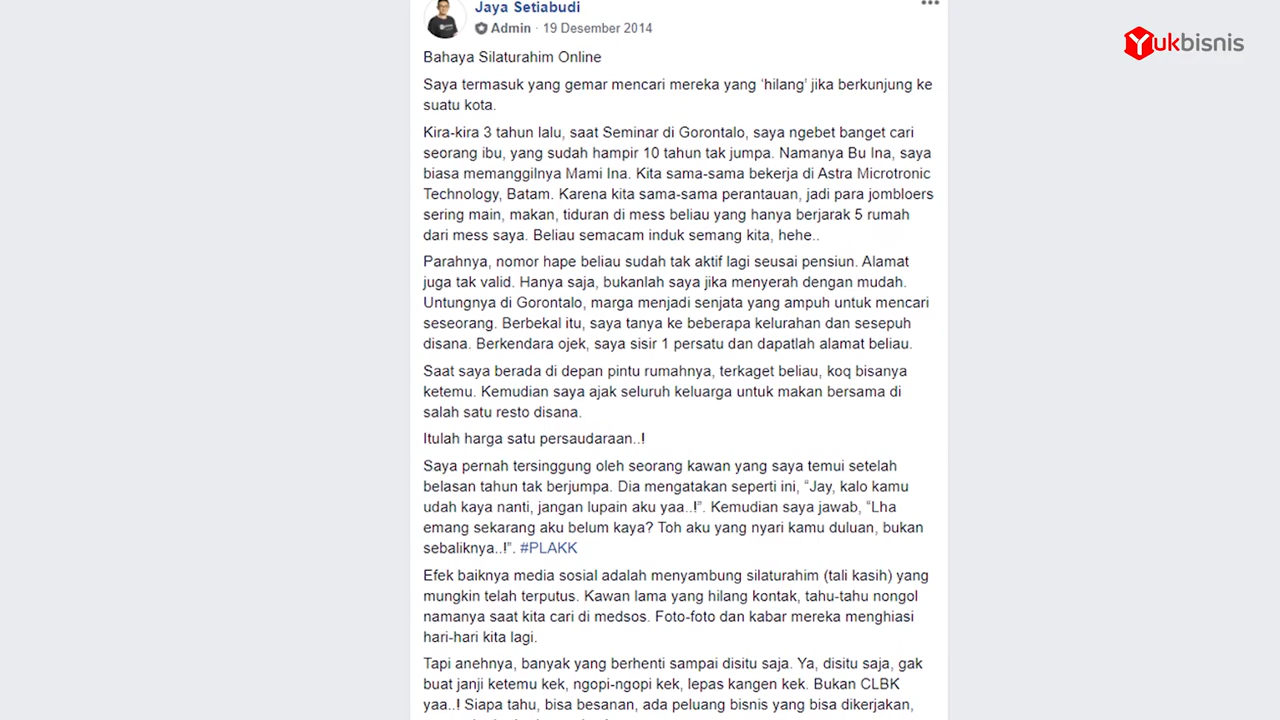 Jaya Setiabudi
Admin · 19 Desember 2014
Yukbisnis
Bahaya Silaturahim Online
Saya termasuk yang gemar mencari mereka yang ‘hilang’ jika berkunjung ke
suatu kota.
Kira-kira 3 tahun lalu, saat Seminar di Gorontalo, saya ngebet banget cari
seorang ibu, yang sudah hampir 10 tahun tak jumpa. Namanya Bu Ina, saya
biasa memanggilnya Mami Ina. Kita sama-sama bekerja di Astra Microtronic
Technology, Batam. Karena kita sama-sama perantauan, jadi para jombloers
sering main, makan, tiduran di mess beliau yang hanya berjarak 5 rumah
dari mess saya. Beliau semacam induk semang kita, hehe..
Parahnya, nomor hape beliau sudah tak aktif lagi seusai pensiun. Alamat
juga tak valid. Hanya saja, bukanlah saya jika menyerah dengan mudah.
Untungnya di Gorontalo, marga menjadi senjata yang ampuh untuk mencari
seseorang. Berbekal itu, saya tanya ke beberapa kelurahan dan sesepuh
disana. Berkendara ojek, saya sisir 1 persatu dan dapatlah alamat beliau.
Saat saya berada di depan pintu rumahnya, terkaget beliau, koq bisanya
ketemu. Kemudian saya ajak seluruh keluarga untuk makan bersama di
salah satu resto disana.
Itulah harga satu persaudaraan..!
Saya pernah tersinggung oleh seorang kawan yang saya temui setelah
belasan tahun tak berjumpa. Dia mengatakan seperti ini, “Jay, kalo kamu
udah kaya nanti, jangan lupain aku yaa..!”. Kemudian saya jawab, “Lha
emang sekarang aku belum kaya? Toh aku yang nyari kamu duluan, bukan
sebaliknya..!”. #PLAKK
Efek baiknya media sosial adalah menyambung silaturahim (tali kasih) yang
mungkin telah terputus. Kawan lama yang hilang kontak, tahu-tahu nongol
namanya saat kita cari di medsos. Foto-foto dan kabar mereka menghiasi
hari-hari kita lagi.
Tapi anehnya, banyak yang berhenti sampai disitu saja. Ya, disitu saja, gak
buat janji ketemu kek, ngopi-ngopi kek, lepas kangen kek. Bukan CLBK
yaa..! Siapa tahu, bisa besanan, ada peluang bisnis yang bisa dikerjakan,